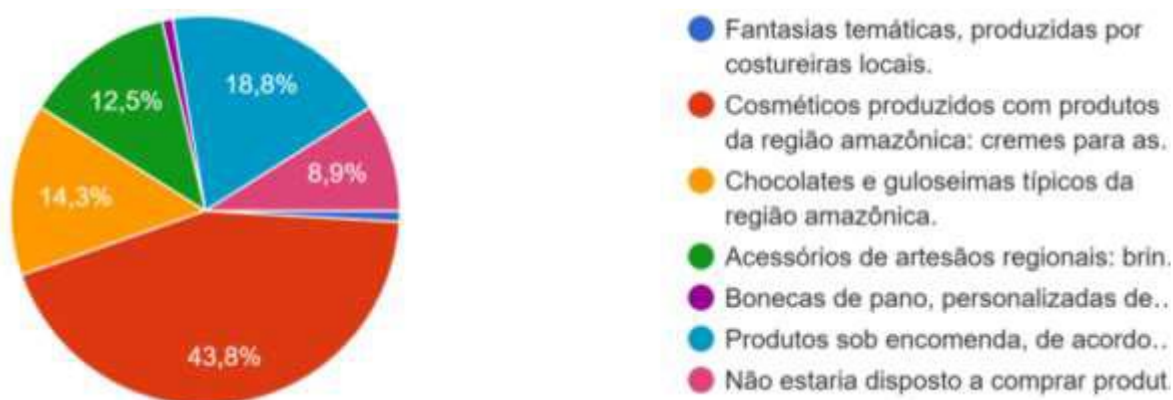 18,8%
12,5%
8,9%
14,3%
43,8%
Fantasias temáticas, produzidas por
costureiras locais.
Cosméticos produzidos com produtos
da região amazônica: cremes para as.
Chocolates e guloseimas típicos da
região amazônica.
Acessórios de artesãos regionais: brin.
Bonecas de pano, personalizadas de…
Produtos sob encomenda, de acordo…
Não estaria disposto a comprar produt.